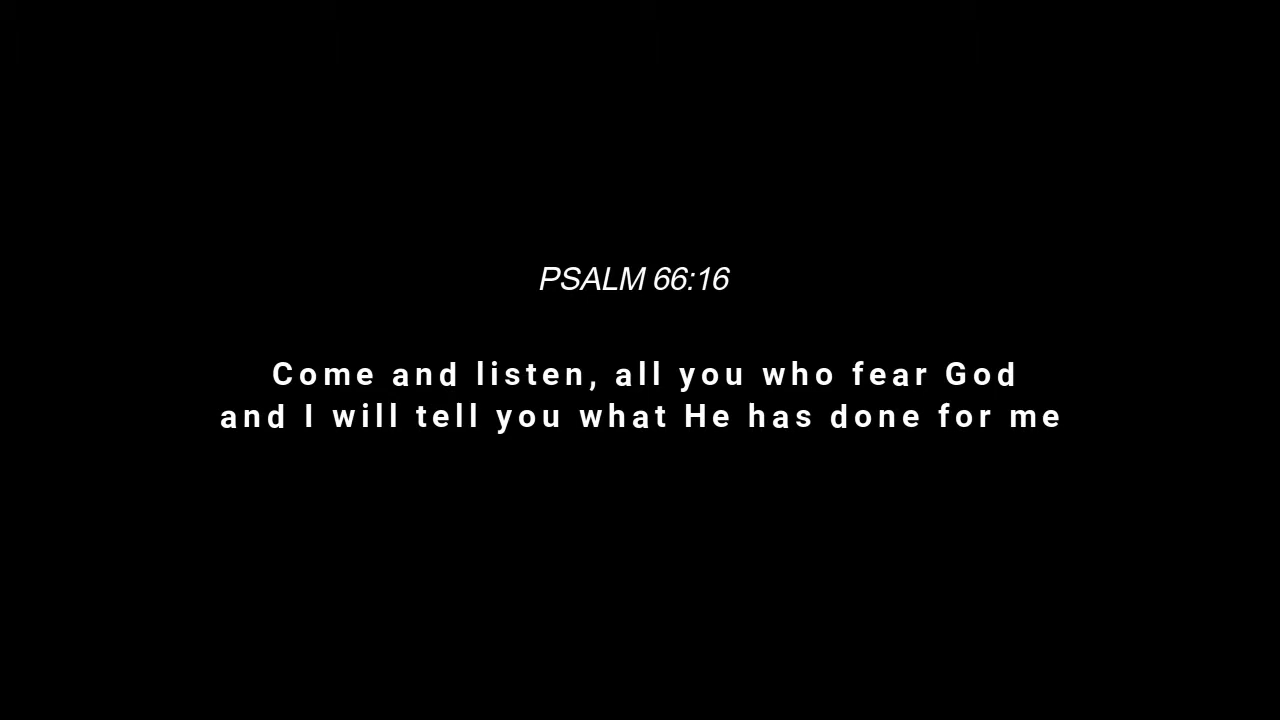 PSALM 66:16
Come and listen, all you who fear God
and I will tell you what He has done for me